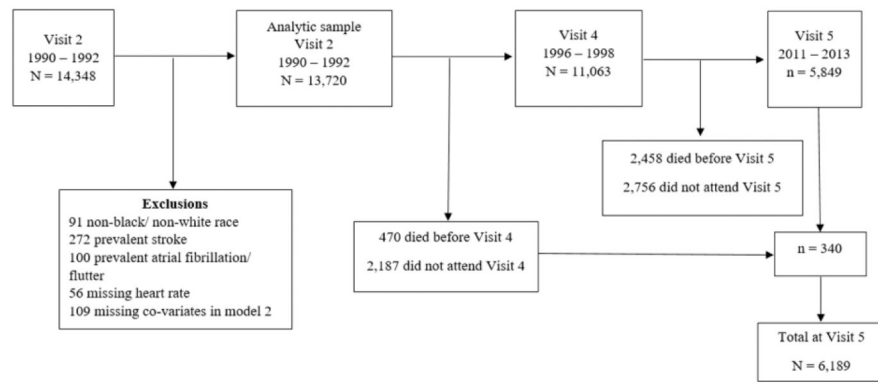 Visit 2
1990 – 1992
N = 14,348
Analytic sample
Visit 2
1990 – 1992
N = 13,720
Visit 4
1996 – 1998
N = 11,063
Visit 5
2011 – 2013
n = 5,849
2,458 died before Visit 5
2,756 did not attend Visit 5
Exclusions
91 non-black/ non-white race
272 prevalent stroke
100 prevalent atrial fibrillation/
flutter
56 missing heart rate
109 missing co-variates in model 2
470 died before Visit 4
2,187 did not attend Visit 4
n = 340
Total at Visit 5
N = 6,189